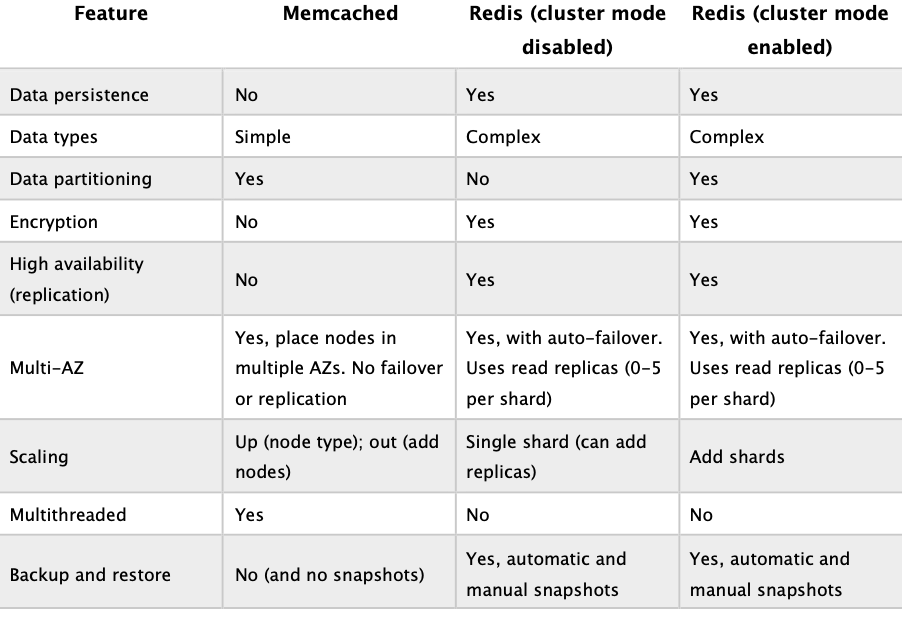 Feature Memcached Redis (cluster mode disabled) Redis (cluster mode enabled)
Data persistence No Yes Yes
Data types Simple Complex Complex
Data partitioning Yes No Yes
Encryption No Yes Yes
High availability (replication) No Yes Yes
Multi-AZ Yes, place nodes in multiple AZs. No failover or replication Yes, with auto-failover. Uses read replicas (0-5 per shard) Yes, with auto-failover. Uses read replicas (0-5 per shard)
Scaling Up (node type); out (add nodes) Single shard (can add replicas) Add shards
Multithreaded Yes No No
Backup and restore No (and no snapshots) Yes, automatic and manual snapshots Yes, automatic and manual snapshots